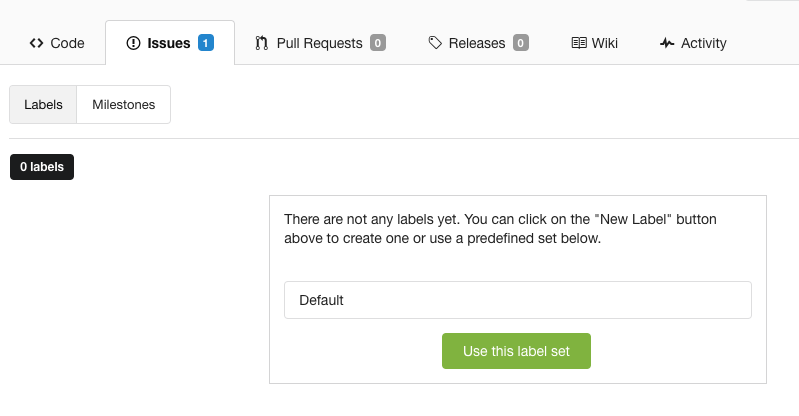 Code Issues 1 Pull Requests 0 Releases 0 Wiki Activity
Labels Milestones
0 labels
There are not any labels yet. You can click on the "New Label" button
above to create one or use a predefined set below.
Default
Use this label set